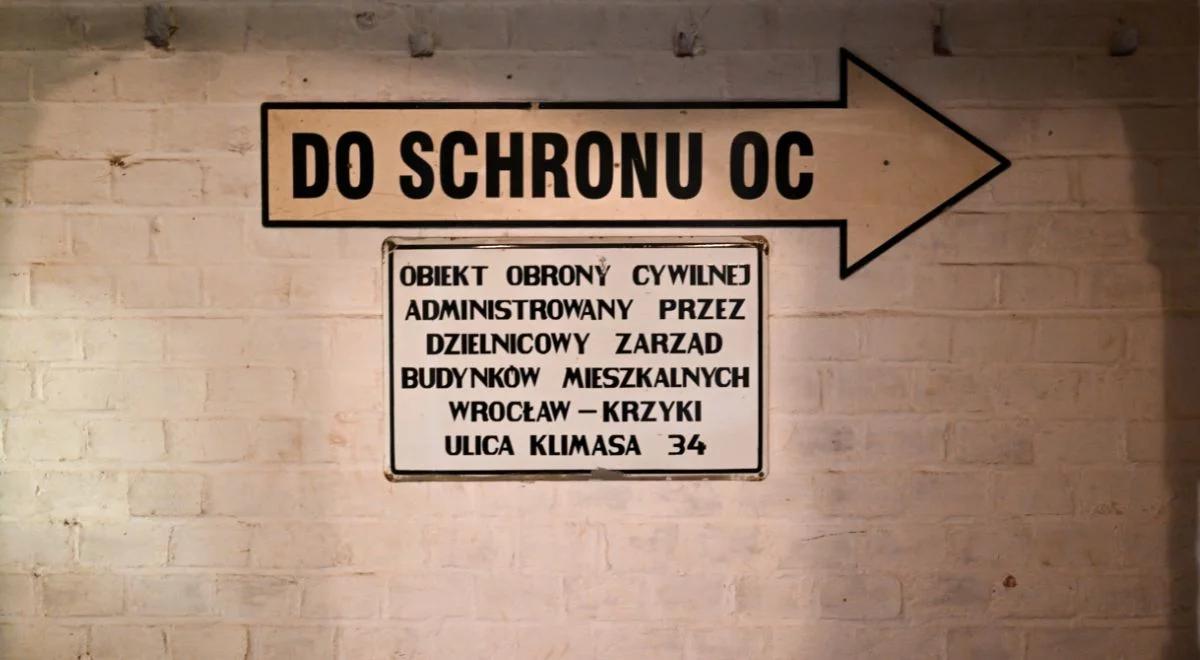 DO SCHRONU OC
OBIEKT OBRONY CYWILNEJ
ADMINISTROWANY PRZEZ
DZIELNICOWY ZARZĄD
BUDYNKÓW MIESZKALNYCH
WROCŁAW – KRZYKI
ULICA KLIMASA 34